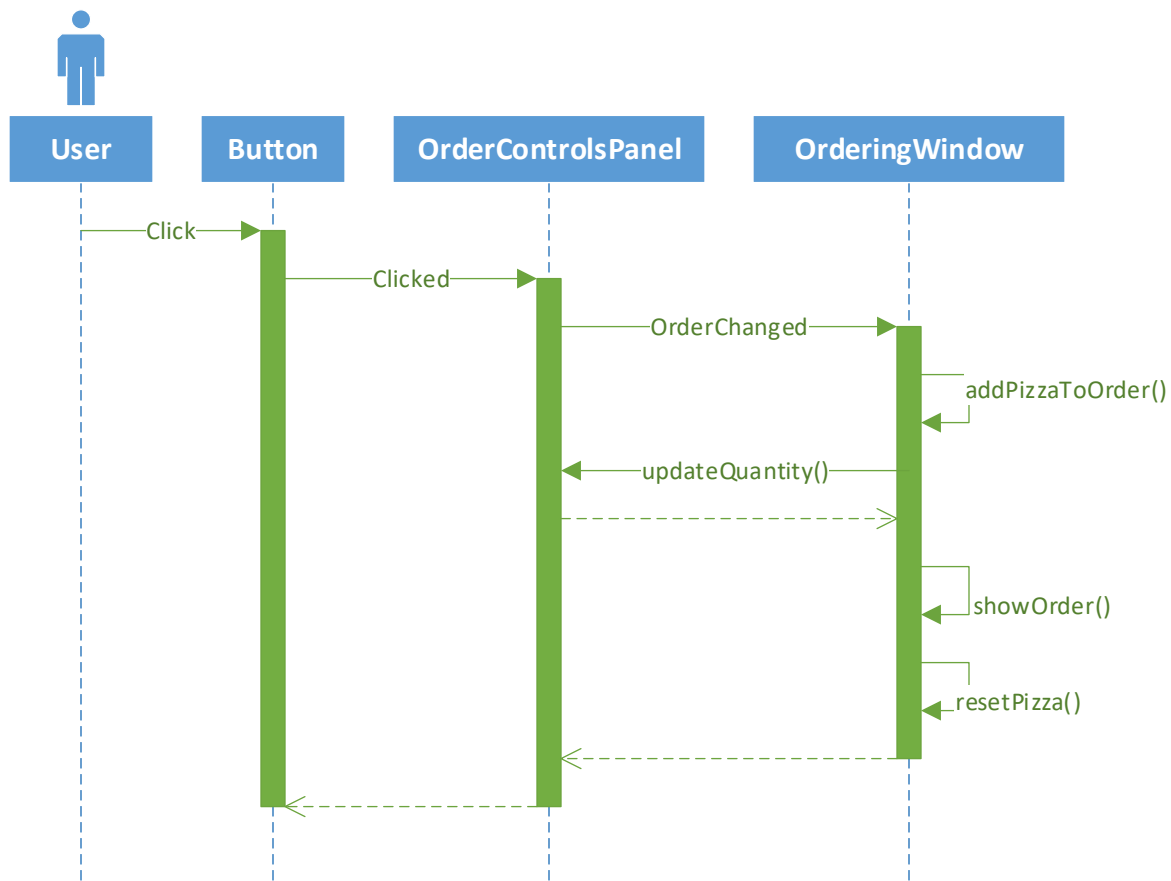 User
Button
OrderControlsPanel
OrderingWindow
Click
Clicked
OrderChanged
addPizzaToOrder()
updateQuantity()
showOrder()
resetPizza()